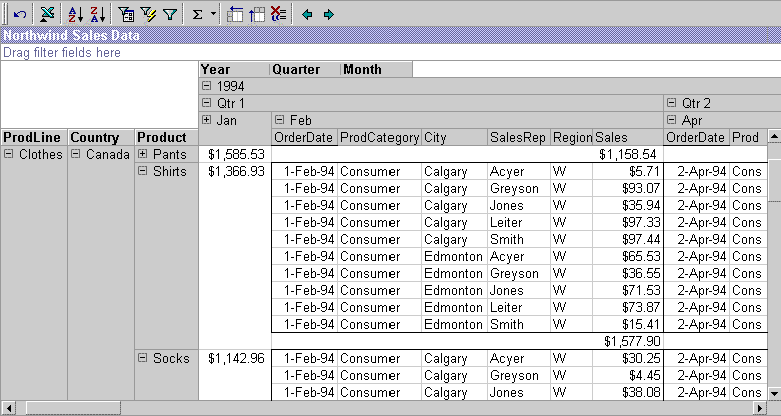 Northwind Sales Data
Drag filter fields here
Year Quarter Month
1994
Qtr 1 Qtr 2
Jan Feb Apr
ProdLine Country Product OrderDate ProdCategory City SalesRep Region Sales OrderDate Prod
Clothes Canada Pants $1,585.53 $1,158.54
Shirts $1,366.93 1-Feb-94 Consumer Calgary Acyer W $5.71 2-Apr-94 Cons
1-Feb-94 Consumer Calgary Greyson W $93.07 2-Apr-94 Cons
1-Feb-94 Consumer Calgary Jones W $35.94 2-Apr-94 Cons
1-Feb-94 Consumer Calgary Leiter W $97.33 2-Apr-94 Cons
1-Feb-94 Consumer Calgary Smith W $97.44 2-Apr-94 Cons
1-Feb-94 Consumer Edmonton Acyer W $65.53 2-Apr-94 Cons
1-Feb-94 Consumer Edmonton Greyson W $36.55 2-Apr-94 Cons
1-Feb-94 Consumer Edmonton Jones W $71.53 2-Apr-94 Cons
1-Feb-94 Consumer Edmonton Leiter W $73.87 2-Apr-94 Cons
1-Feb-94 Consumer Edmonton Smith W $15.41 2-Apr-94 Cons
$1,577.90
Socks $1,142.96 1-Feb-94 Consumer Calgary Acyer W $30.25 2-Apr-94 Cons
1-Feb-94 Consumer Calgary Greyson W $4.45 2-Apr-94 Cons
1-Feb-94 Consumer Calgary Jones W $38.08 2-Apr-94 Cons